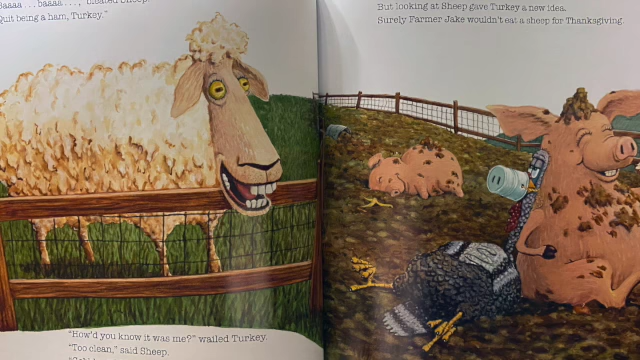 "Baaaa . . . baaaa . . . ," bleated Sheep.
"Quit being a ham, Turkey."
"How'd you know it was me?" wailed Turkey.
"Too clean," said Sheep.
But looking at Sheep gave Turkey a new idea.
Surely Farmer Jake wouldn't eat a sheep for Thanksgiving.